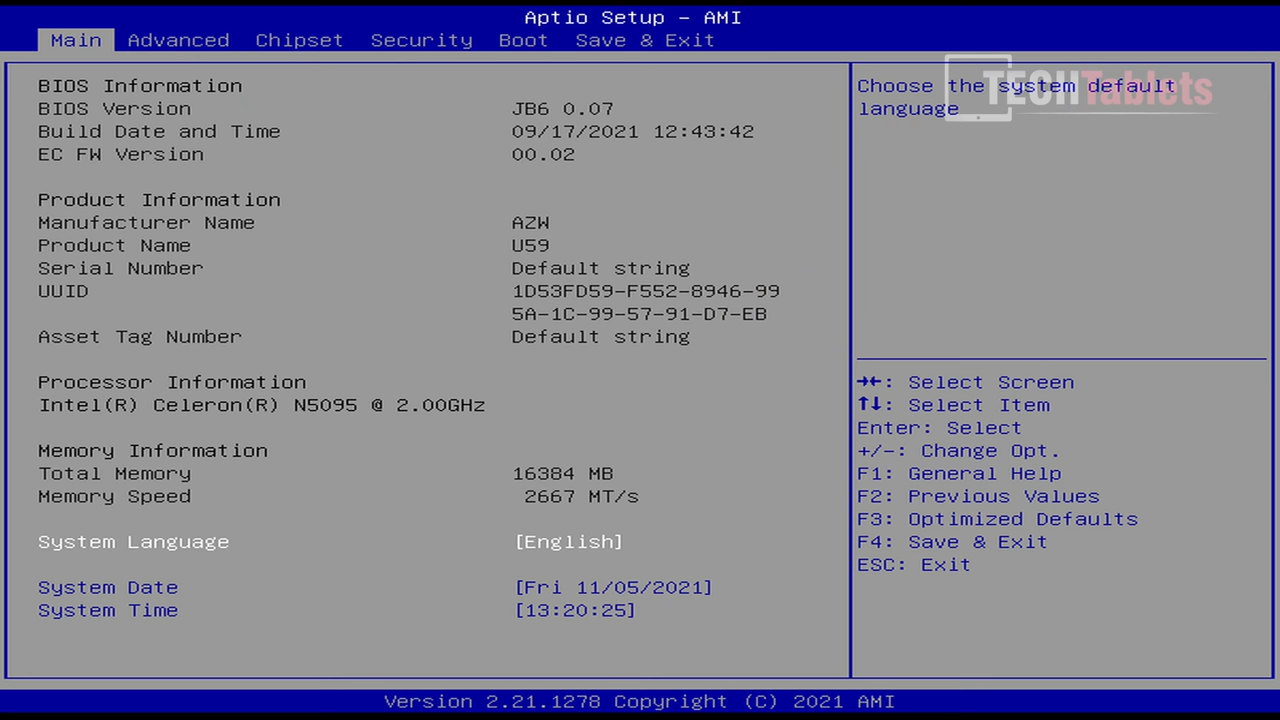 Aptio Setup – AMI
Main Advanced Chipset Security Boot Save & Exit
BIOS Information
BIOS Version JB6 0.07
Build Date and Time 09/17/2021 12:43:42
EC FW Version 00.02
Product Information
Manufacturer Name AZW
Product Name U59
Serial Number Default string
UUID 1D53FD59-F552-8946-99
5A-1C-99-57-91-D7-EB
Asset Tag Number Default string
Processor Information
Intel(R) Celeron(R) N5095 @ 2.00GHz
Memory Information
Total Memory 16384 MB
Memory Speed 2667 MT/s
System Language [English]
System Date [Fri 11/05/2021]
System Time [13:20:25]
TECHTablets
Choose the system default
language
→←: Select Screen
↑↓: Select Item
Enter: Select
+/-: Change Opt.
F1: General Help
F2: Previous Values
F3: Optimized Defaults
F4: Save & Exit
ESC: Exit
Version 2.21.1278 Copyright (C) 2021 AMI